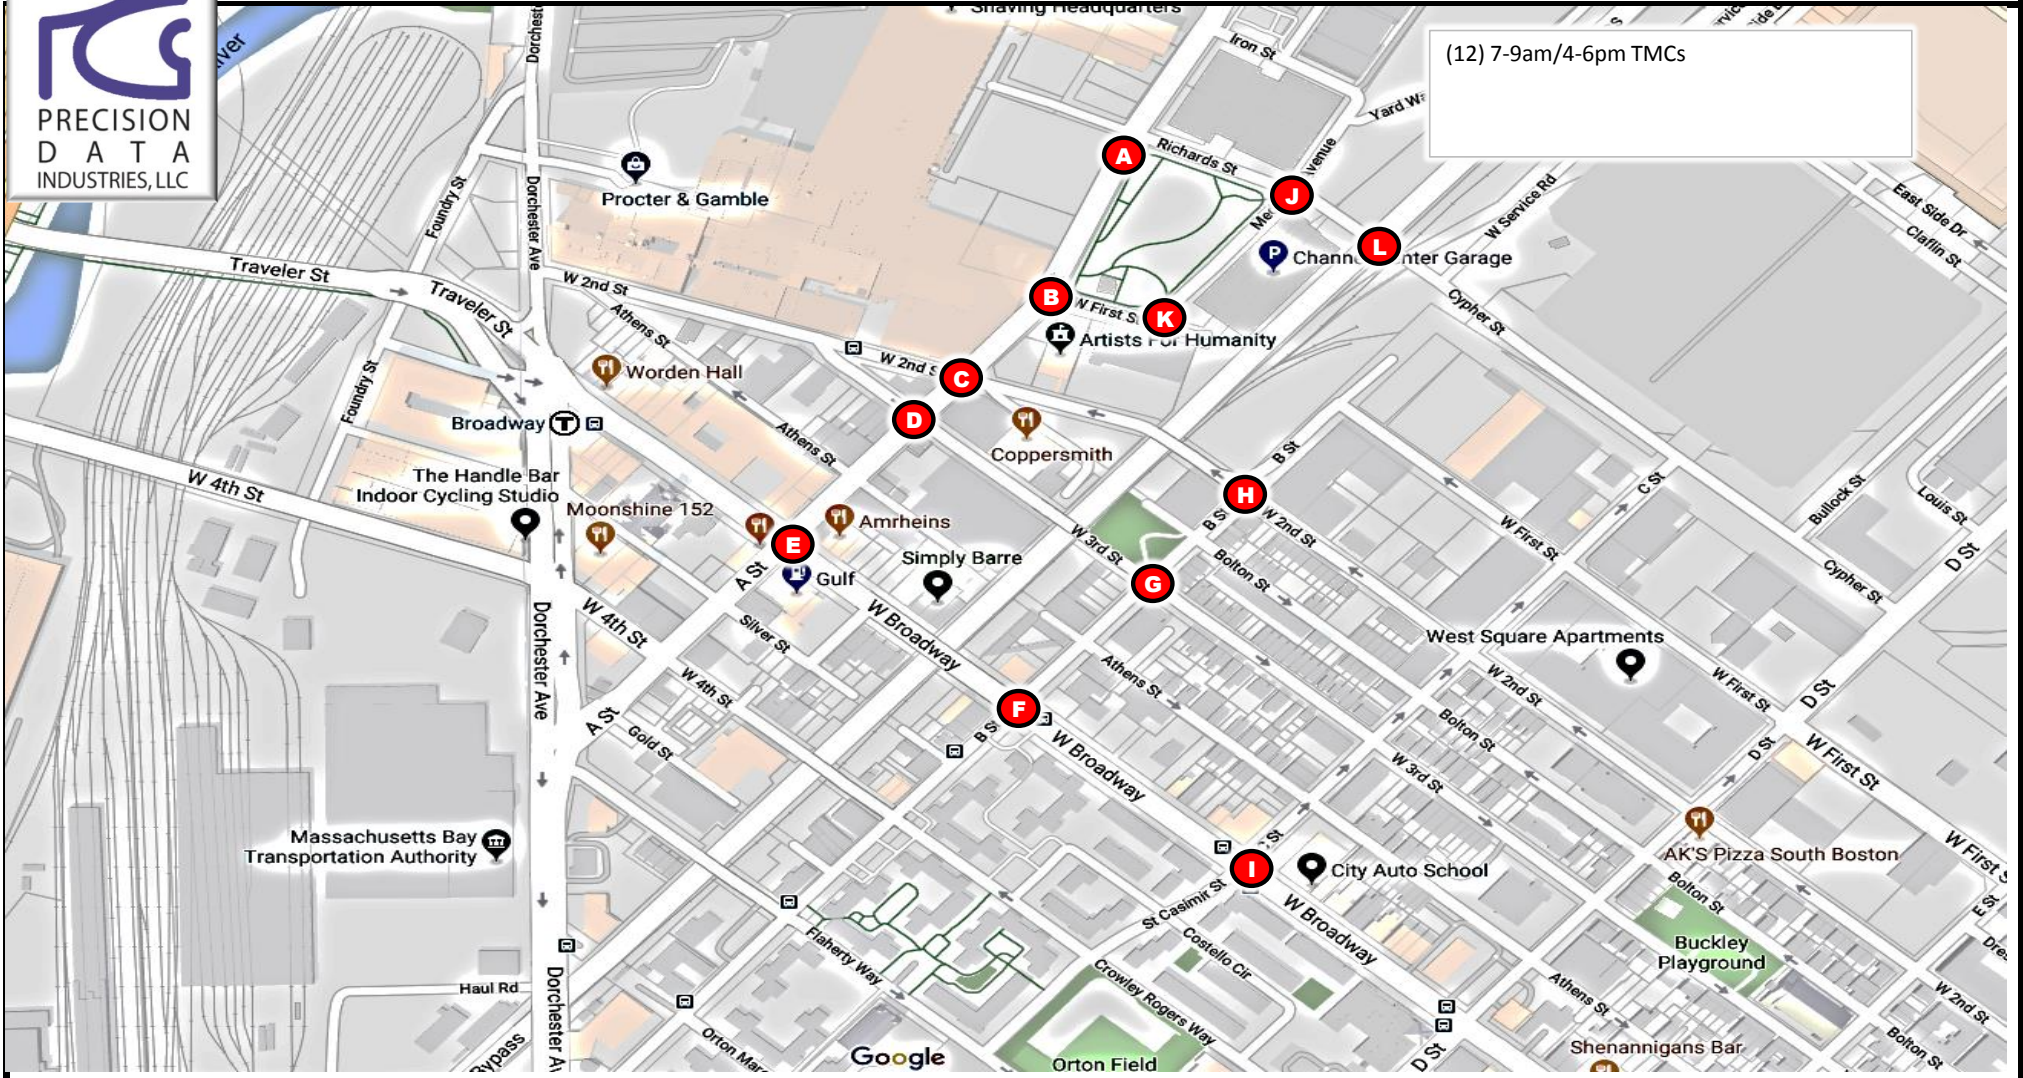 PRECISION
DATA
INDUSTRIES, LLC
(12) 7-9am/4-6pm TMCs
Shaving Headquarters
Iron St
Dorchester Ave
Foundry St
Procter & Gamble
A
Richards St
J
L
W Service Rd
East Side Dr
Claflin St
Traveler St
Traveler St
W 2nd St
Athens St
B
W First St
K
P
Cypher St
Artists For Humanity
W 2nd S
C
Worden Hall
Foundry St
D
Broadway
T
Athens St
Coppersmith
B St
W 4th St
The Handle Bar
Indoor Cycling Studio
Moonshine 152
Amrheins
H
C St
Bullock St
Louis St
W First St
B St
W 2nd St
E
Gulf
A St
Simply Barre
W 3rd St
G
Bolton St
D St
Cypher St
Dorchester Ave
W 4th St
Silver St
W Broadway
West Square Apartments
Athens St
W 2nd St
W First St
D St
W 4th St
A St
Gold St
F
B St
W Broadway
Bolton St
W 3rd St
D St
W First St
Massachusetts Bay
Transportation Authority
I
City Auto School
AK'S Pizza South Boston
W First S
Bolton St
E St
St Casimir St
W Broadway
Buckley
Playground
Flaherty Way
Costello Cir
Crowley Rogers Way
Haul Rd
Dorchester Av
Athens St
W 2nd St
Bolton St
Orton Mar
Bypass
Google
Orton Field
D St
Shenannigans Bar